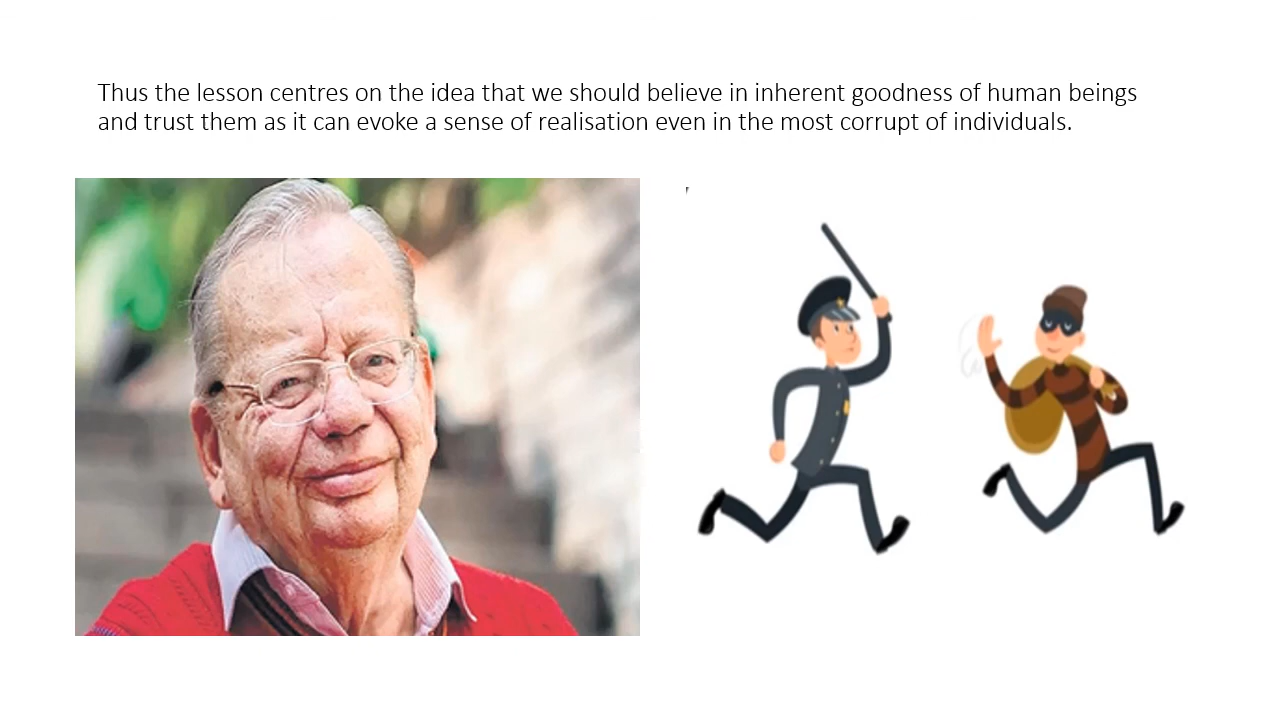 Thus the lesson centres on the idea that we should believe in inherent goodness of human beings
and trust them as it can evoke a sense of realisation even in the most corrupt of individuals.